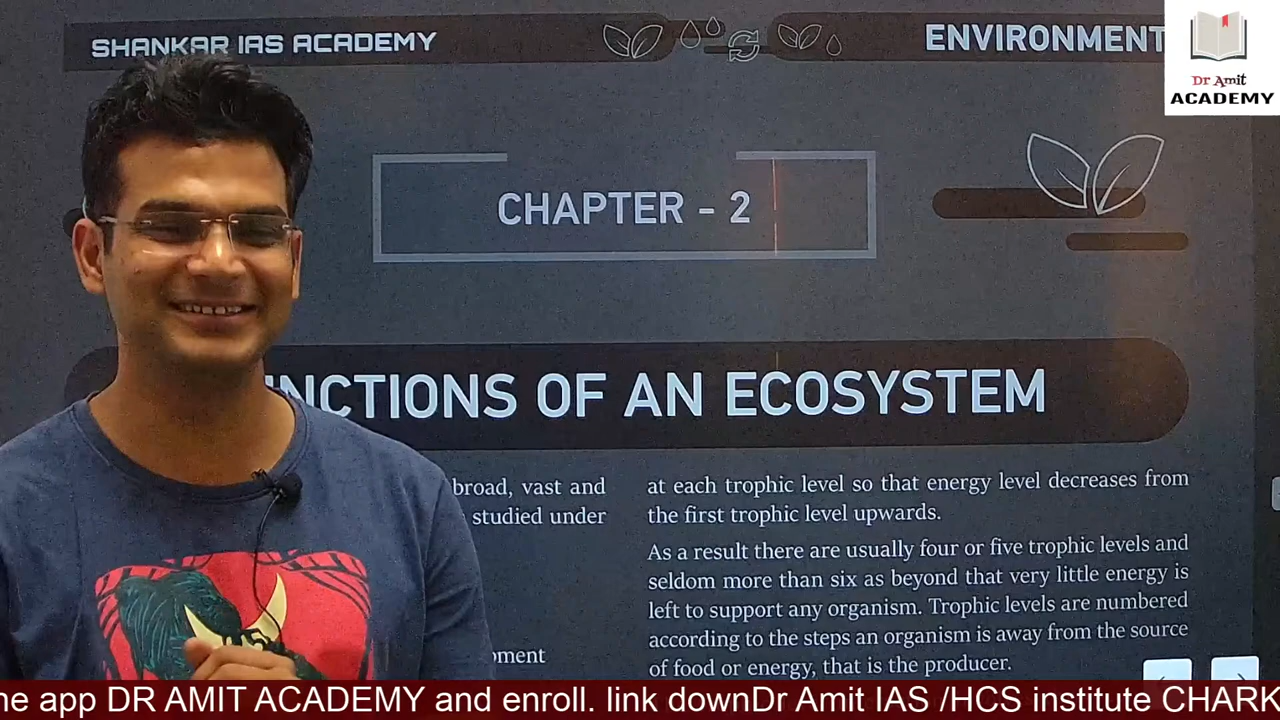 SHANKAR IAS ACADEMY
ENVIRONMENT
Dr Amit
ACADEMY
CHAPTER - 2
NCTIONS OF AN ECOSYSTEM
broad, vast and
studied under
oment
at each trophic level so that energy level decreases from
the first trophic level upwards.
As a result there are usually four or five trophic levels and
seldom more than six as beyond that very little energy is
left to support any organism. Trophic levels are numbered
according to the steps an organism is away from the source
of food or energy, that is the producer.
he app DR AMIT ACADEMY and enroll. link downDr Amit IAS /HCS institute CHARK